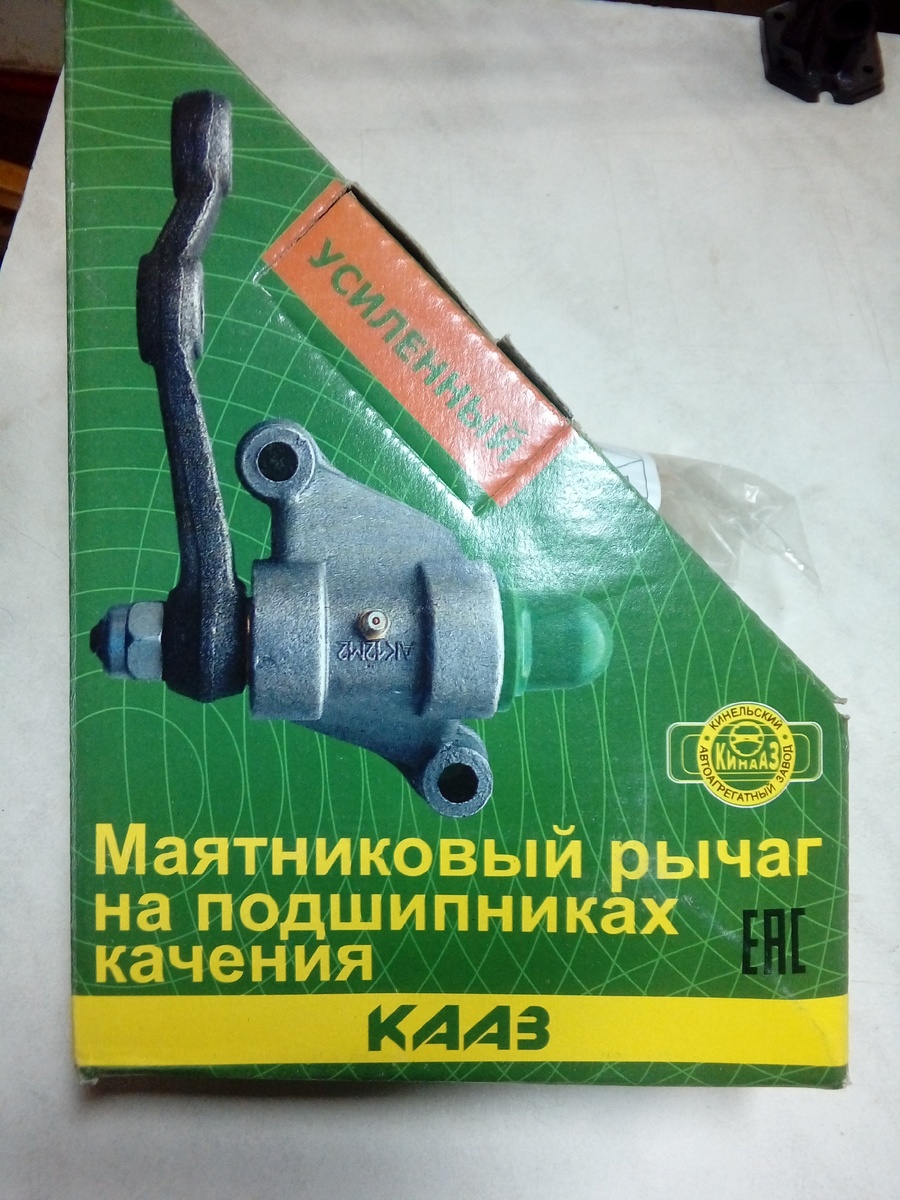 УСИЛЕННЫЙ
АК12М2
КИНЕЛЬСКИЙ
КИНААЗ
АВТОАГРЕГАТНЫЙ ЗАВОД
Маятниковый рычаг
на подшипниках
качения
ЕАС
КААЗ